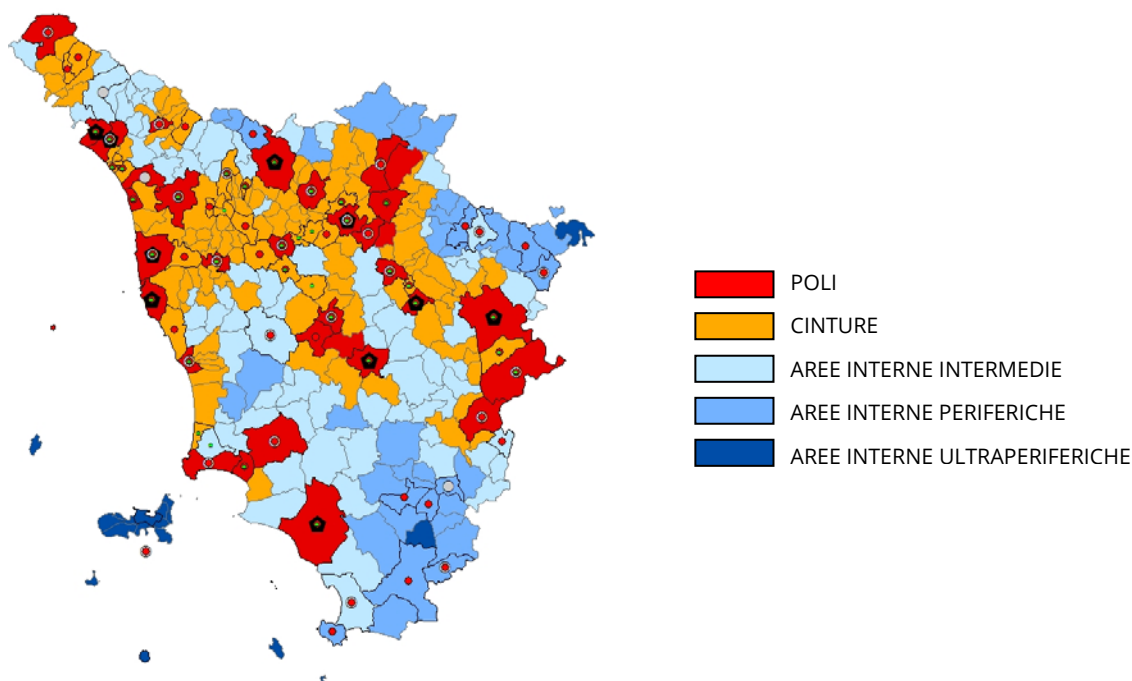 POLI
CINTURE
AREE INTERNE INTERMEDIE
AREE INTERNE PERIFERICHE
AREE INTERNE ULTRAPERIFERICHE